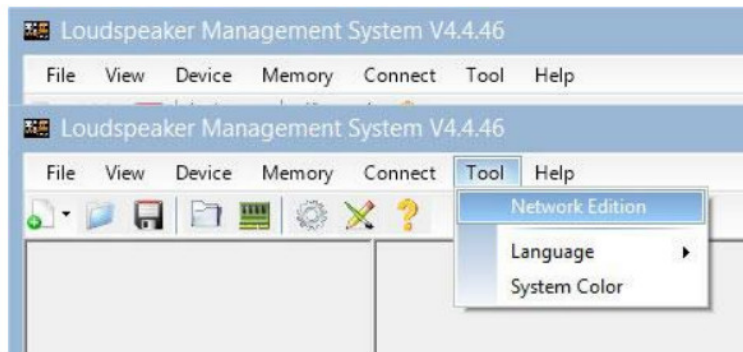 Loudspeaker Management System V4.4.46
File View Device Memory Connect Tool Help
Loudspeaker Management System V4.4.46
File View Device Memory Connect Tool Help
Network Edition
Language
System Color